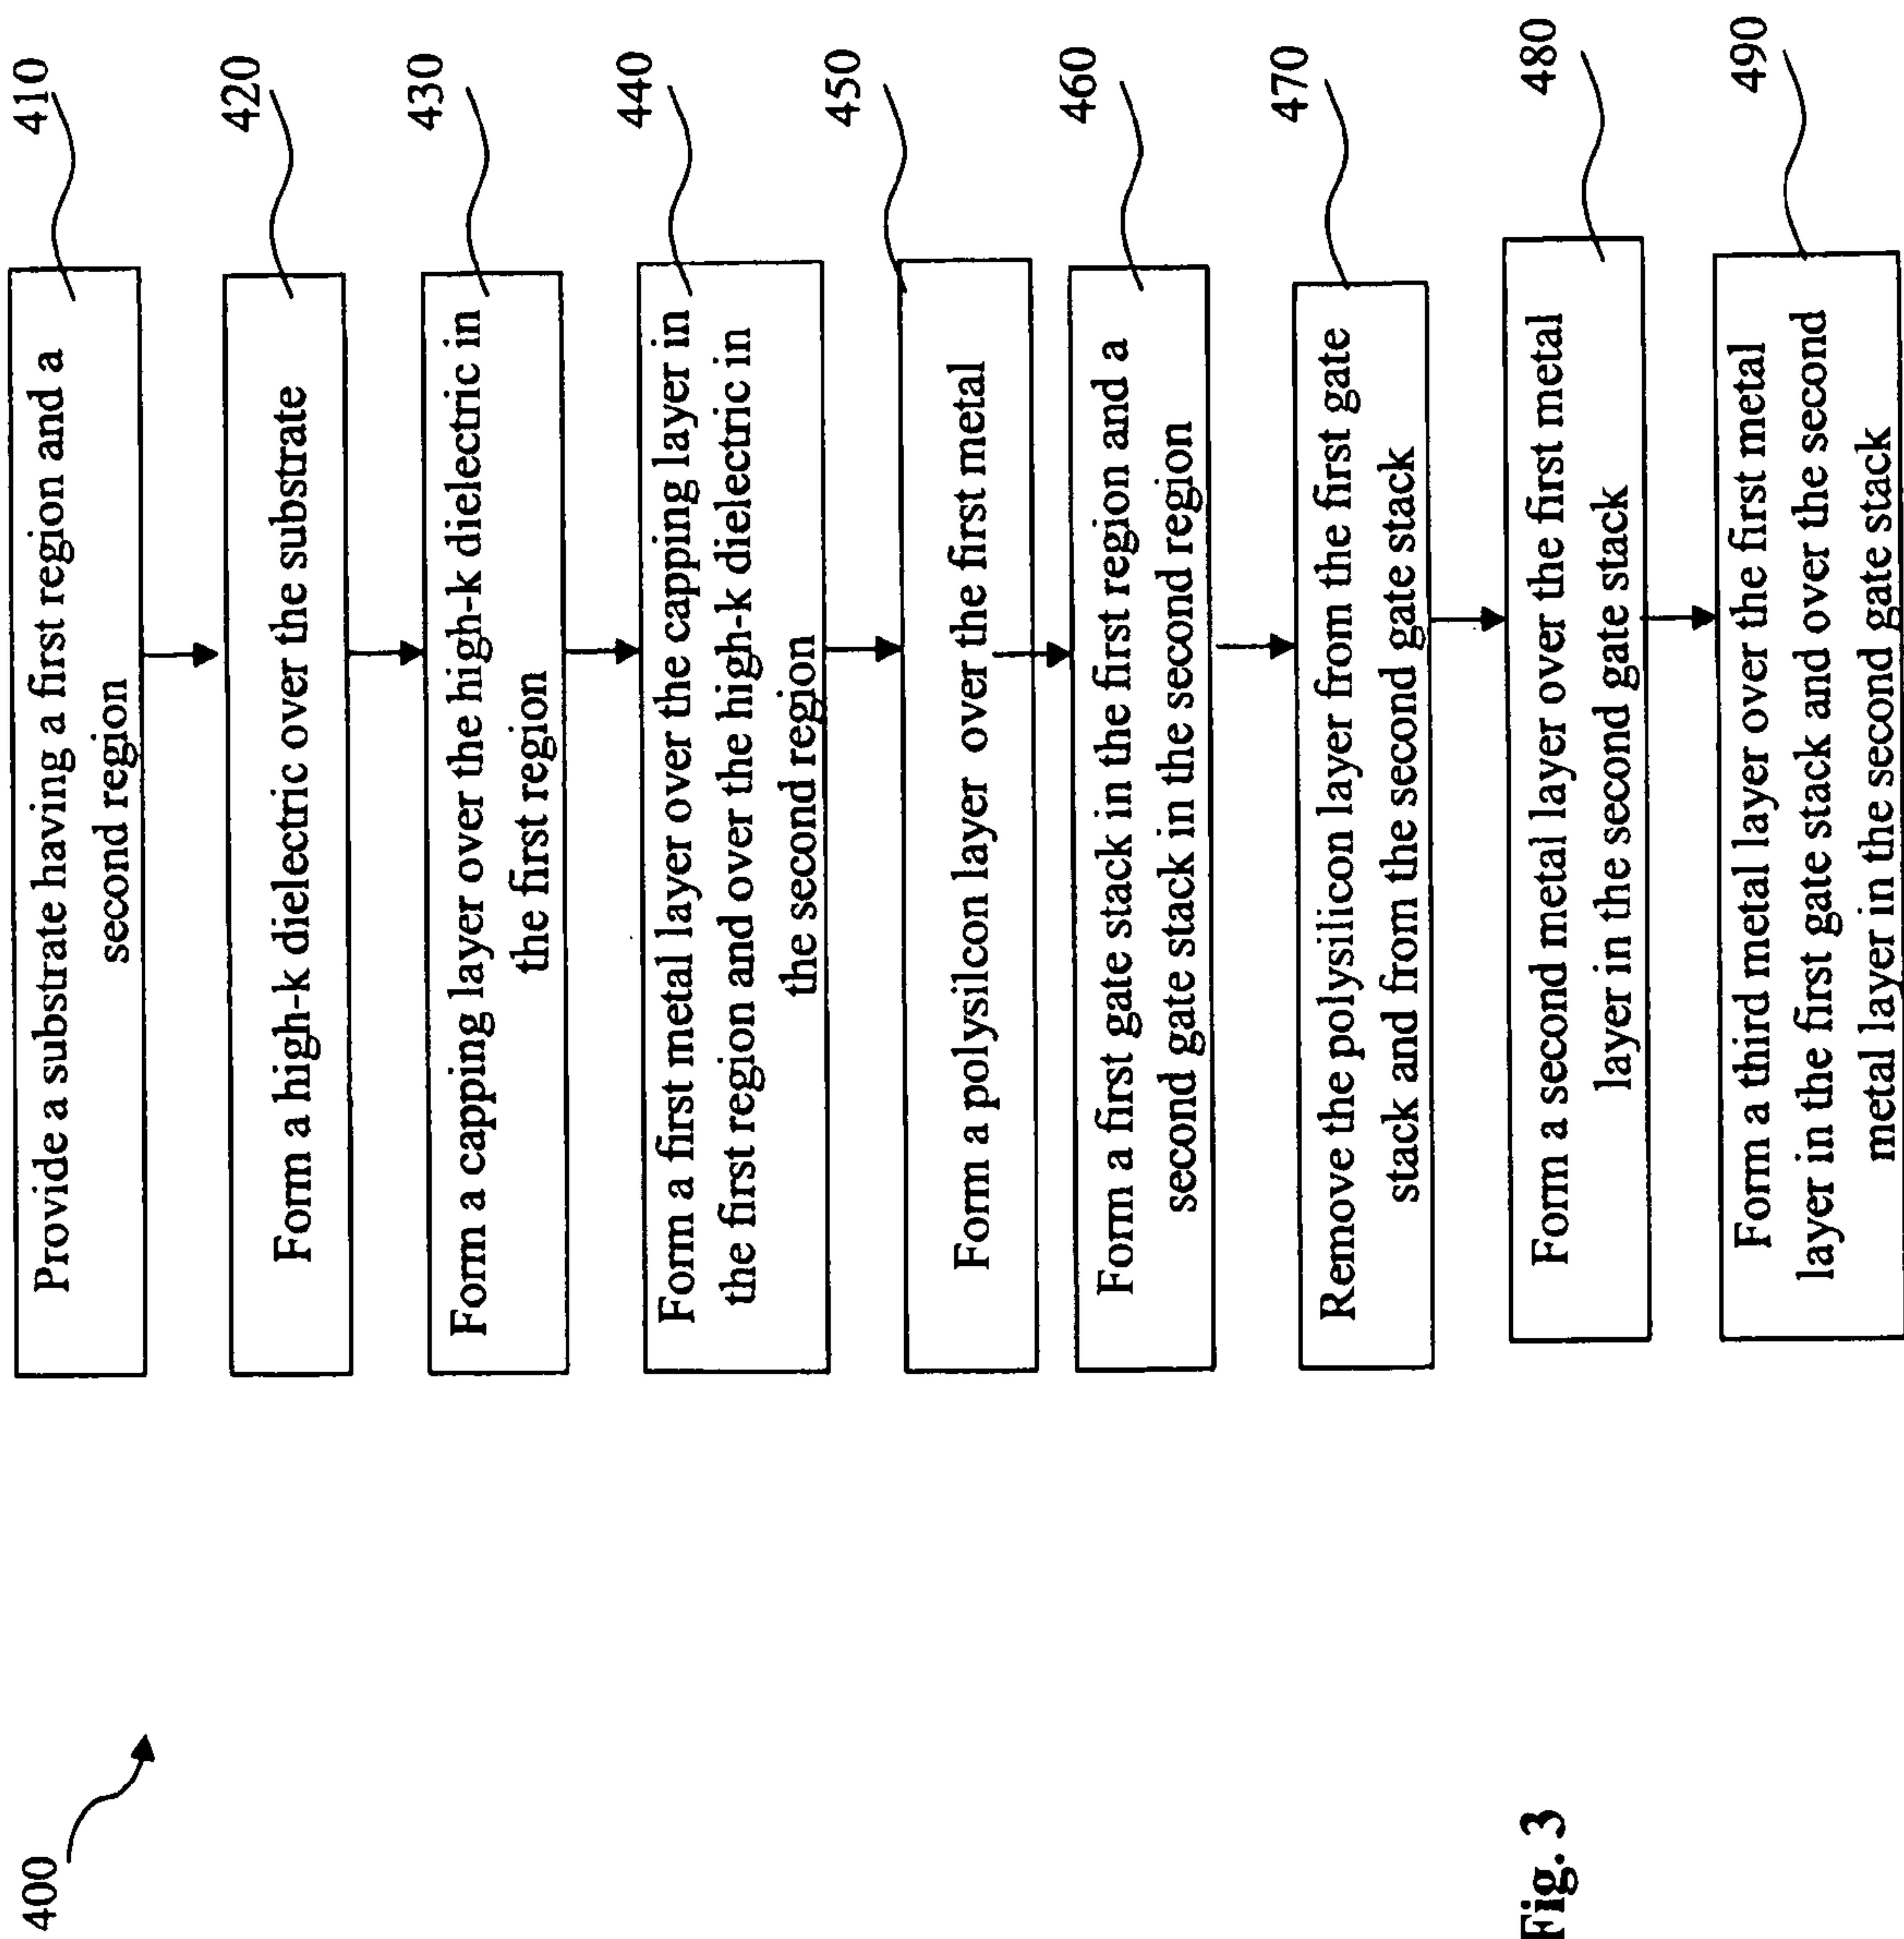 400
Provide a substrate having a first region and a
second region
410
Form a high-k dielectric over the substrate
420
Form a capping layer over the high-k dielectric in
the first region
430
Form a first metal layer over the capping layer in
the first region and over the high-k dielectric in
the second region
440
Form a polysilcon layer over the first metal
450
Form a first gate stack in the first region and a
second gate stack in the second region
460
Remove the polysilicon layer from the first gate
stack and from the second gate stack
470
Form a second metal layer over the first metal
layer in the second gate stack
480
Form a third metal layer over the first metal
layer in the first gate stack and over the second
metal layer in the second gate stack
490
Fig. 3